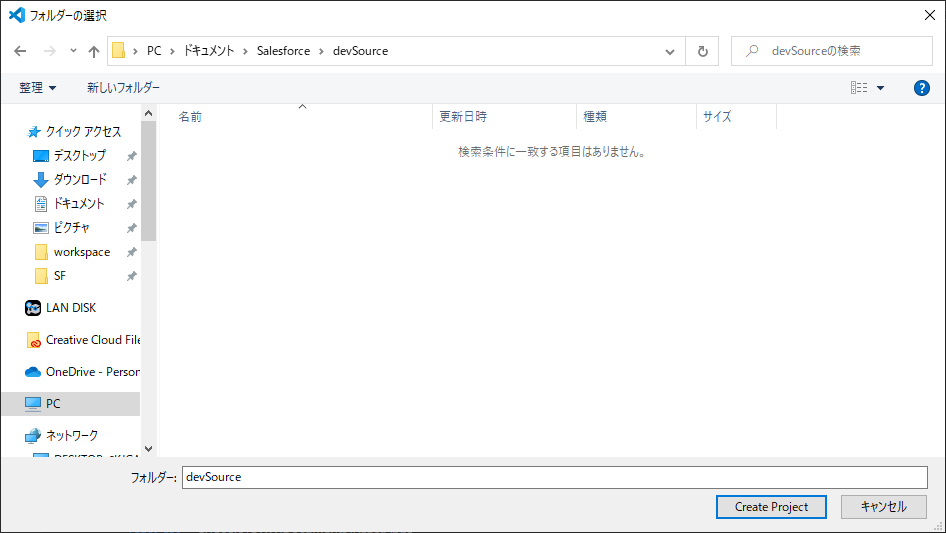 フォルダーの選択
PC > ドキュメント > Salesforce > devSource
devSourceの検索
整理
新しいフォルダー
?
名前
更新日時
種類
サイズ
検索条件に一致する項目はありません。
クイック アクセス
デスクトップ
ダウンロード
ドキュメント
ピクチャ
workspace
SF
LAN DISK
Creative Cloud File
OneDrive - Person
PC
ネットワーク
フォルダー: devSource
Create Project
キャンセル